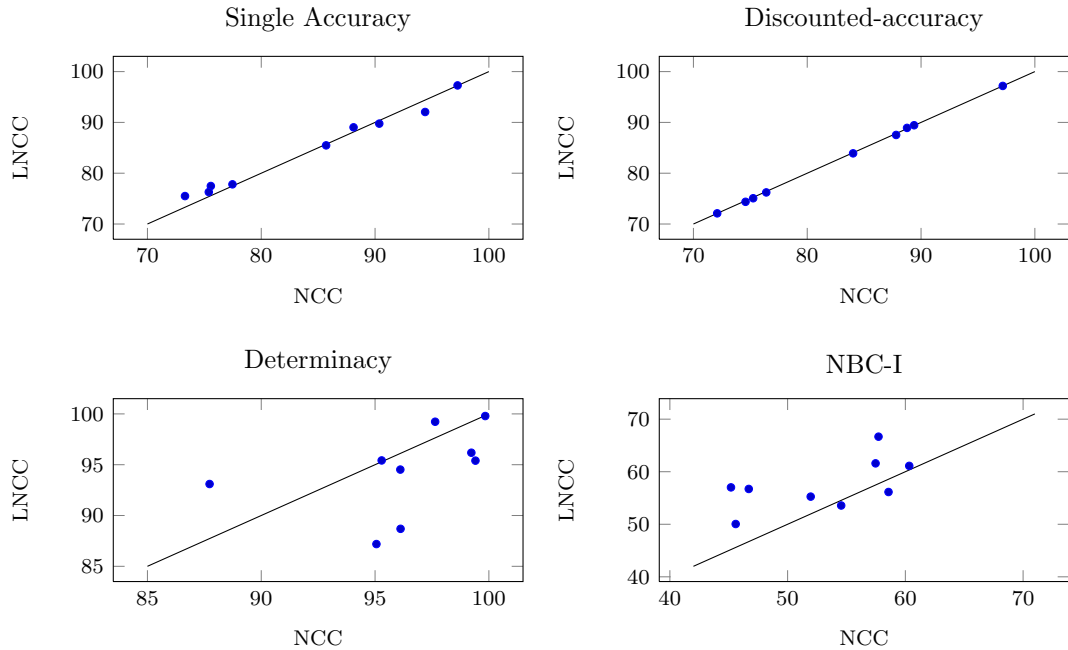 Single Accuracy
100
90
80
70
LNCC
70 80 90 100
NCC
Discounted-accuracy
100
90
80
70
LNCC
70 80 90 100
NCC
Determinacy
100
95
90
85
LNCC
85 90 95 100
NCC
NBC-I
70
60
50
40
LNCC
40 50 60 70
NCC